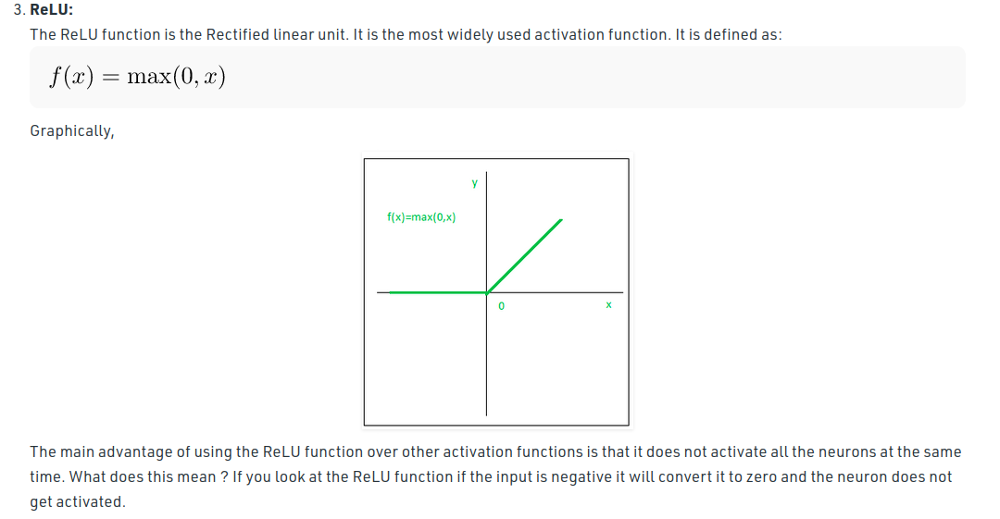 3. ReLU:
The ReLU function is the Rectified linear unit. It is the most widely used activation function. It is defined as:
f(x) = max(0, x)
Graphically,
y
f(x)=max(0,x)
0
x
The main advantage of using the ReLU function over other activation functions is that it does not activate all the neurons at the same
time. What does this mean ? If you look at the ReLU function if the input is negative it will convert it to zero and the neuron does not
get activated.